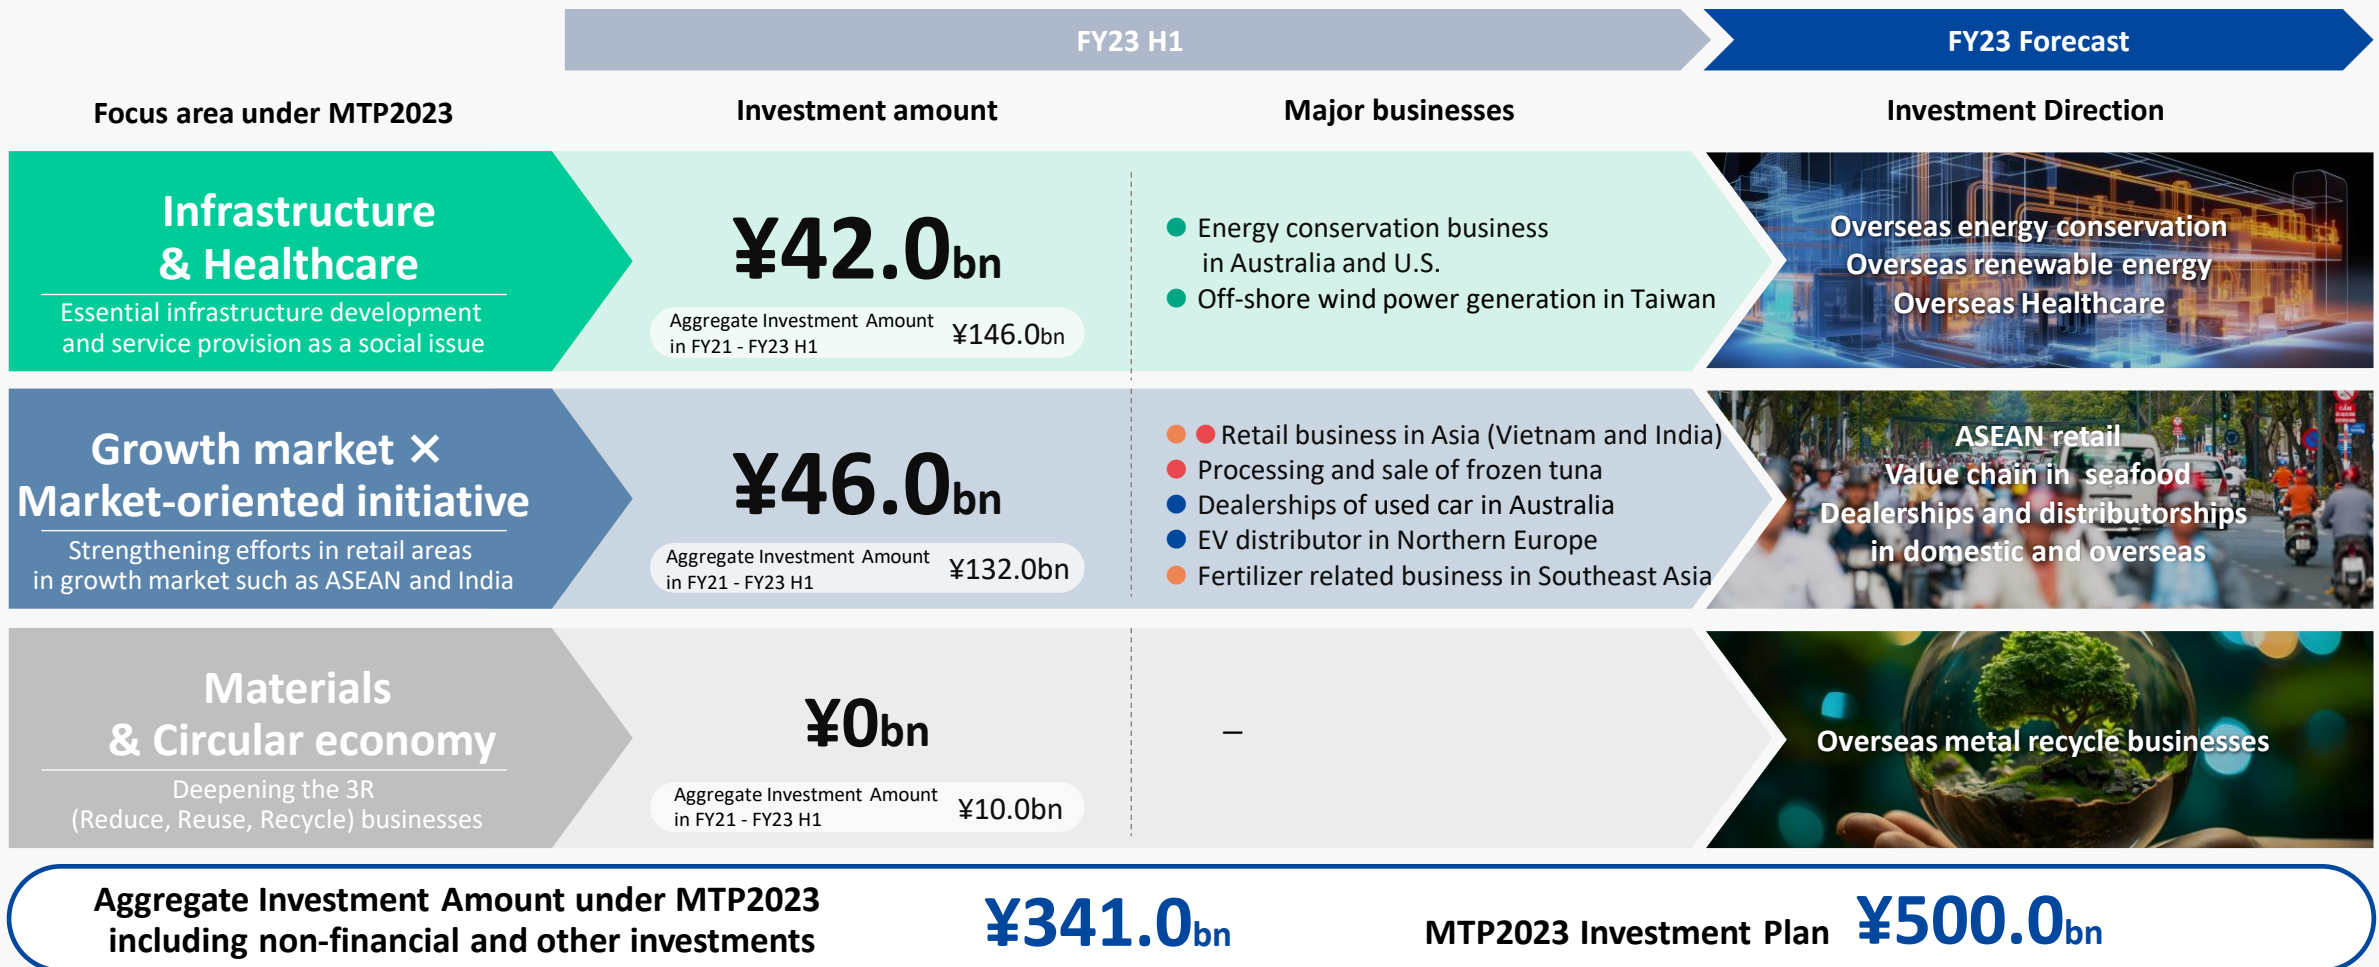 FY23 H1
FY23 Forecast
Focus area under MTP2023
Investment amount
Major businesses
Investment Direction
Infrastructure
& Healthcare
Essential infrastructure development
and service provision as a social issue
¥42.0bn
Aggregate Investment Amount
in FY21 - FY23 H1
¥146.0bn
Energy conservation business
in Australia and U.S.
Off-shore wind power generation in Taiwan
Overseas energy conservation
Overseas renewable energy
Overseas Healthcare
Growth market ×
Market-oriented initiative
Strengthening efforts in retail areas
in growth market such as ASEAN and India
¥46.0bn
Aggregate Investment Amount
in FY21 - FY23 H1
¥132.0bn
Retail business in Asia (Vietnam and India)
Processing and sale of frozen tuna
Dealerships of used car in Australia
EV distributor in Northern Europe
Fertilizer related business in Southeast Asia
ASEAN retail
Value chain in seafood
Dealerships and distributorships
in domestic and overseas
Materials
& Circular economy
Deepening the 3R
(Reduce, Reuse, Recycle) businesses
¥0bn
Aggregate Investment Amount
in FY21 - FY23 H1
¥10.0bn
–
Overseas metal recycle businesses
Aggregate Investment Amount under MTP2023
including non-financial and other investments
¥341.0bn
MTP2023 Investment Plan
¥500.0bn